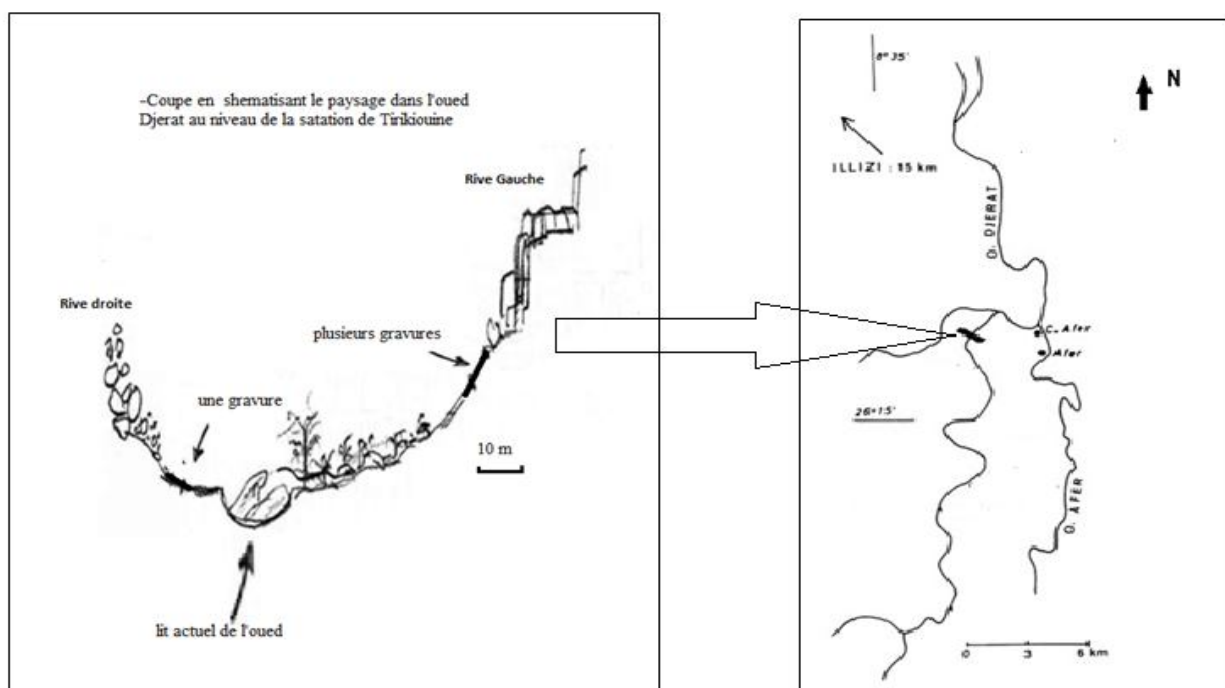 -Coupe en shematisant le paysage dans l'oued
Djerat au niveau de la satation de Tirikiouine
Rive Gauche
Rive droite
plusieurs gravures
une gravure
10 m
lit actuel de l'oued
8°35'
N
ILLIZI : 15 km
O. DJERAT
C. Afer
Afer
26°15'
O. AFER
0 3 6 km